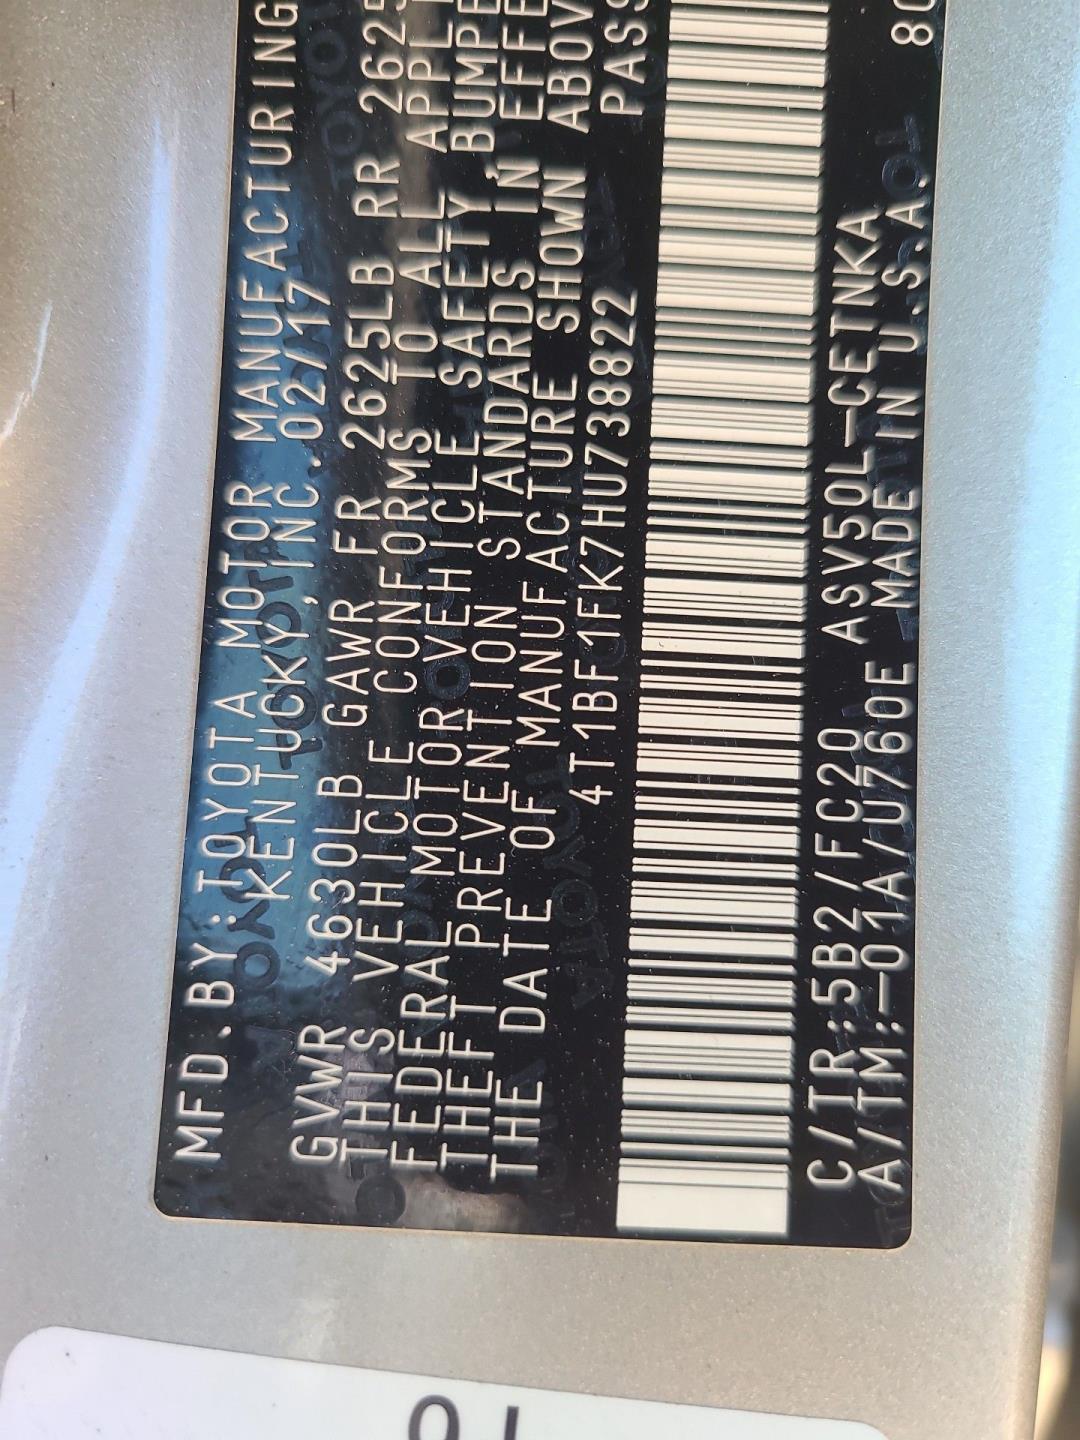 MFD.BY:TOYOTA MOTOR MANUFACTURING
KENTUCKY, INC. 02/17
GVWR 4630LB GAWR FR 2625LB RR 2625
THIS VEHICLE CONFORMS TO ALL APPLI
FEDERAL MOTOR VEHICLE SAFETY, BUMPE
THEFT PREVENTION STANDARDS IN EFFE
THE DATE OF MANUFACTURE SHOWN ABOV
4T1BF1FK7HU738822 PASS
C/TR:5B2/FC20 ASV50L-CETNKA
A/TM:-01A/U760E MADE IN U.S.A. 80